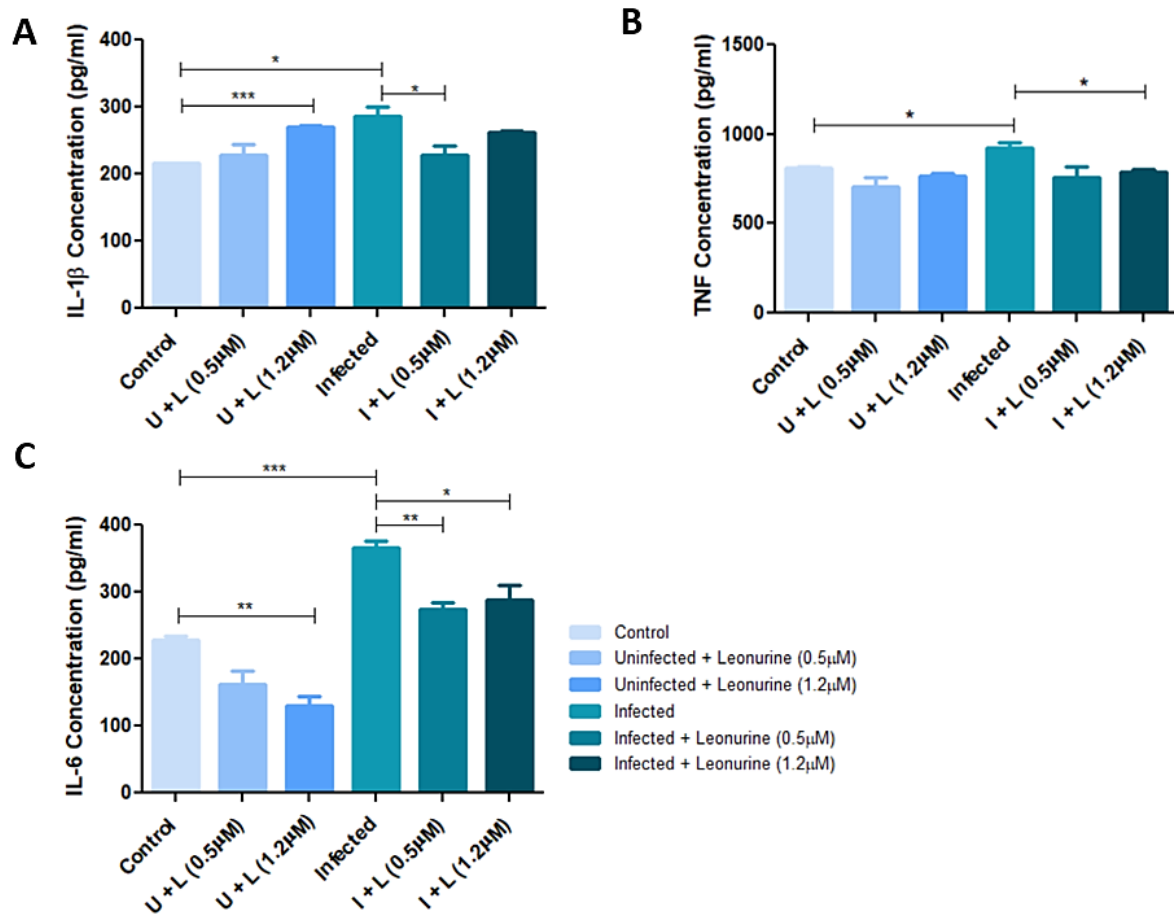 A
IL-1β Concentration (pg/ml)
400
300
200
100
0
*
***
*
Control
U + L (0.5μM)
U + L (1.2μM)
Infected
I + L (0.5μM)
I + L (1.2μM)
B
TNF Concentration (pg/ml)
1500
1000
500
0
*
*
Control
U + L (0.5μM)
U + L (1.2μM)
Infected
I + L (0.5μM)
I + L (1.2μM)
C
IL-6 Concentration (pg/ml)
400
300
200
100
0
***
*
**
**
Control
U + L (0.5μM)
U + L (1.2μM)
Infected
I + L (0.5μM)
I + L (1.2μM)
Control
Uninfected + Leonurine (0.5μM)
Uninfected + Leonurine (1.2μM)
Infected
Infected + Leonurine (0.5μM)
Infected + Leonurine (1.2μM)